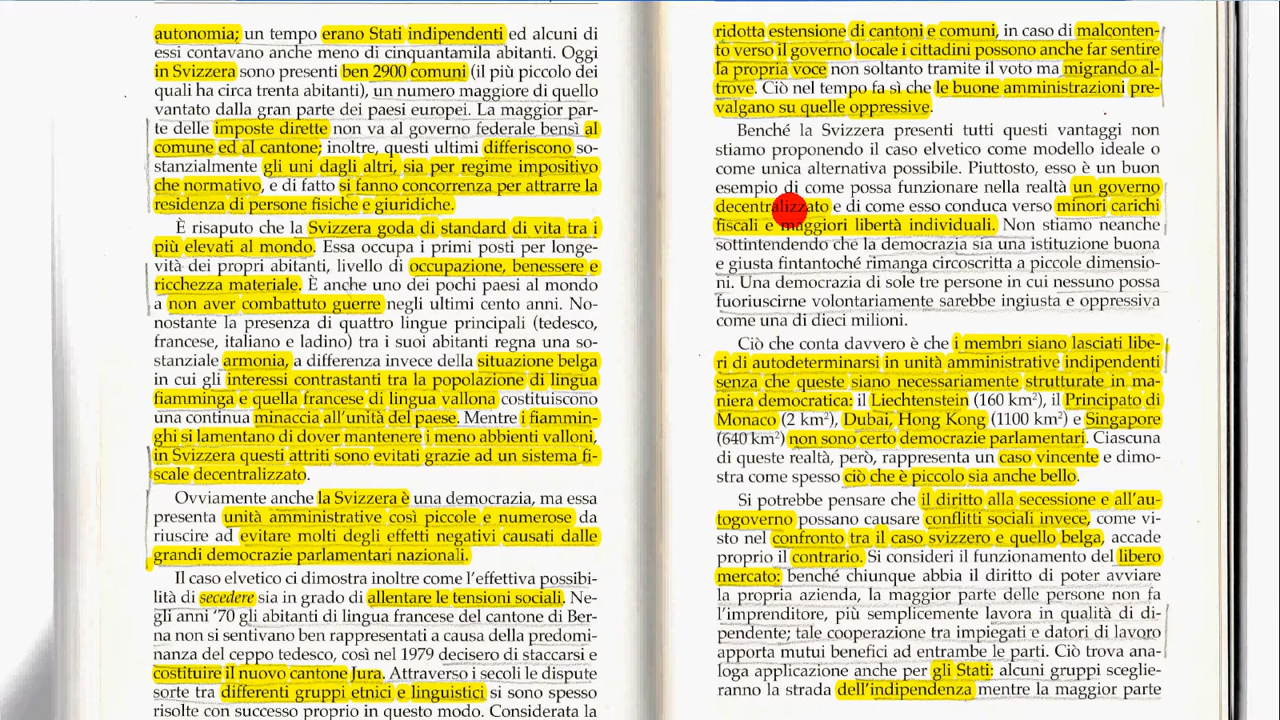 autonomia; un tempo erano Stati indipendenti ed alcuni di
essi contavano anche meno di cinquantamila abitanti. Oggi
in Svizzera sono presenti ben 2900 comuni (il più piccolo dei
quali ha circa trenta abitanti), un numero maggiore di quello
vantato dalla gran parte dei paesi europei. La maggior par-
te delle imposte dirette non va al governo federale bensì al
comune ed al cantone; inoltre, questi ultimi differiscono so-
stanzialmente gli uni dagli altri, sia per regime impositivo
che normativo, e di fatto si fanno concorrenza per attrarre la
residenza di persone fisiche e giuridiche.
È risaputo che la Svizzera goda di standard di vita tra i
più elevati al mondo. Essa occupa i primi posti per longe-
vità dei propri abitanti, livello di occupazione, benessere e
ricchezza materiale. È anche uno dei pochi paesi al mondo
a non aver combattuto guerre negli ultimi cento anni. No-
nostante la presenza di quattro lingue principali (tedesco,
francese, italiano e ladino) tra i suoi abitanti regna una so-
stanziale armonia, a differenza invece della situazione belga
in cui gli interessi contrastanti tra la popolazione di lingua
fiamminga e quella francese di lingua vallona costituiscono
una continua minaccia all'unità del paese. Mentre i fiammin-
ghi si lamentano di dover mantenere i meno abbienti valloni,
in Svizzera questi attriti sono evitati grazie ad un sistema fi-
scale decentralizzato.
Ovviamente anche la Svizzera è una democrazia, ma essa
presenta unità amministrative così piccole e numerose da
riuscire ad evitare molti degli effetti negativi causati dalle
grandi democrazie parlamentari nazionali.
Il caso elvetico ci dimostra inoltre come l'effettiva possibi-
lità di secedere sia in grado di allentare le tensioni sociali. Ne-
gli anni '70 gli abitanti di lingua francese del cantone di Ber-
na non si sentivano ben rappresentati a causa della predomi-
nanza del ceppo tedesco, così nel 1979 decisero di staccarsi e
costituire il nuovo cantone Jura. Attraverso i secoli le dispute
sorte tra differenti gruppi etnici e linguistici si sono spesso
risolte con successo proprio in questo modo. Considerata la
ridotta estensione di cantoni e comuni, in caso di malconten-
to verso il governo locale i cittadini possono anche far sentire
la propria voce non soltanto tramite il voto ma migrando al-
trove. Ciò nel tempo fa sì che le buone amministrazioni pre-
valgano su quelle oppressive.
Benché la Svizzera presenti tutti questi vantaggi non
stiamo proponendo il caso elvetico come modello ideale o
come unica alternativa possibile. Piuttosto, esso è un buon
esempio di come possa funzionare nella realtà un governo
decentralizzato e di come esso conduca verso minori carichi
fiscali e maggiori libertà individuali. Non stiamo neanche
sottintendendo che la democrazia sia una istituzione buona
e giusta fintantoché rimanga circoscritta a piccole dimensio-
ni. Una democrazia di sole tre persone in cui nessuno possa
fuoriuscirne volontariamente sarebbe ingiusta e oppressiva
come una di dieci milioni.
Ciò che conta davvero è che i membri siano lasciati libe-
ri di autodeterminarsi in unità amministrative indipendenti
senza che queste siano necessariamente strutturate in ma-
niera democratica: il Liechtenstein (160 km²), il Principato di
Monaco (2 km²), Dubai, Hong Kong (1100 km²) e Singapore
(640 km²) non sono certo democrazie parlamentari. Ciascuna
di queste realtà, però, rappresenta un caso vincente e dimo-
stra come spesso ciò che è piccolo sia anche bello.
Si potrebbe pensare che il diritto alla secessione e all'au-
togoverno possano causare conflitti sociali invece, come vi-
sto nel confronto tra il caso svizzero e quello belga, accade
proprio il contrario. Si consideri il funzionamento del libero
mercato: benché chiunque abbia il diritto di poter avviare
la propria azienda, la maggior parte delle persone non fa
l'imprenditore, più semplicemente lavora in qualità di di-
pendente; tale cooperazione tra impiegati e datori di lavoro
apporta mutui benefici ad entrambe le parti. Ciò trova ana-
loga applicazione anche per gli Stati: alcuni gruppi sceglie-
ranno la strada dell'indipendenza mentre la maggior parte